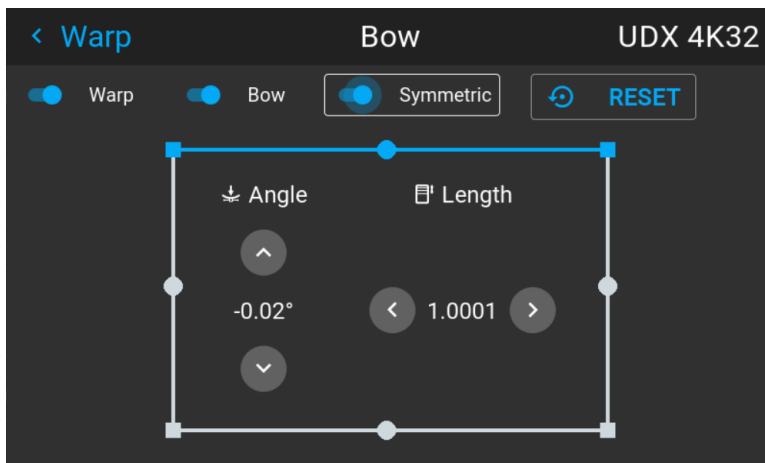 Warp Bow UDX 4K32
Warp Bow Symmetric RESET
Angle Length
-0.02° 1.0001